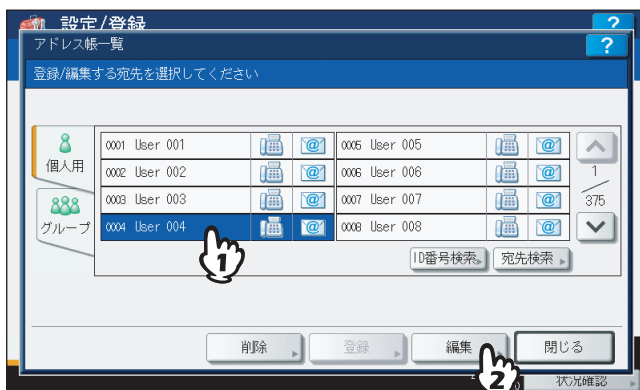 設定/登録 ?
アドレス帳一覧 ?
登録/編集する宛先を選択してください
個人用
グループ
0001 User 001 @ 0005 User 005 @
0002 User 002 @ 0006 User 006 @
0003 User 003 @ 0007 User 007 @
0004 User 004 @ 0008 User 008 @
1
375
1
ID番号検索 宛先検索
削除 登録 編集 閉じる
2
状況確認